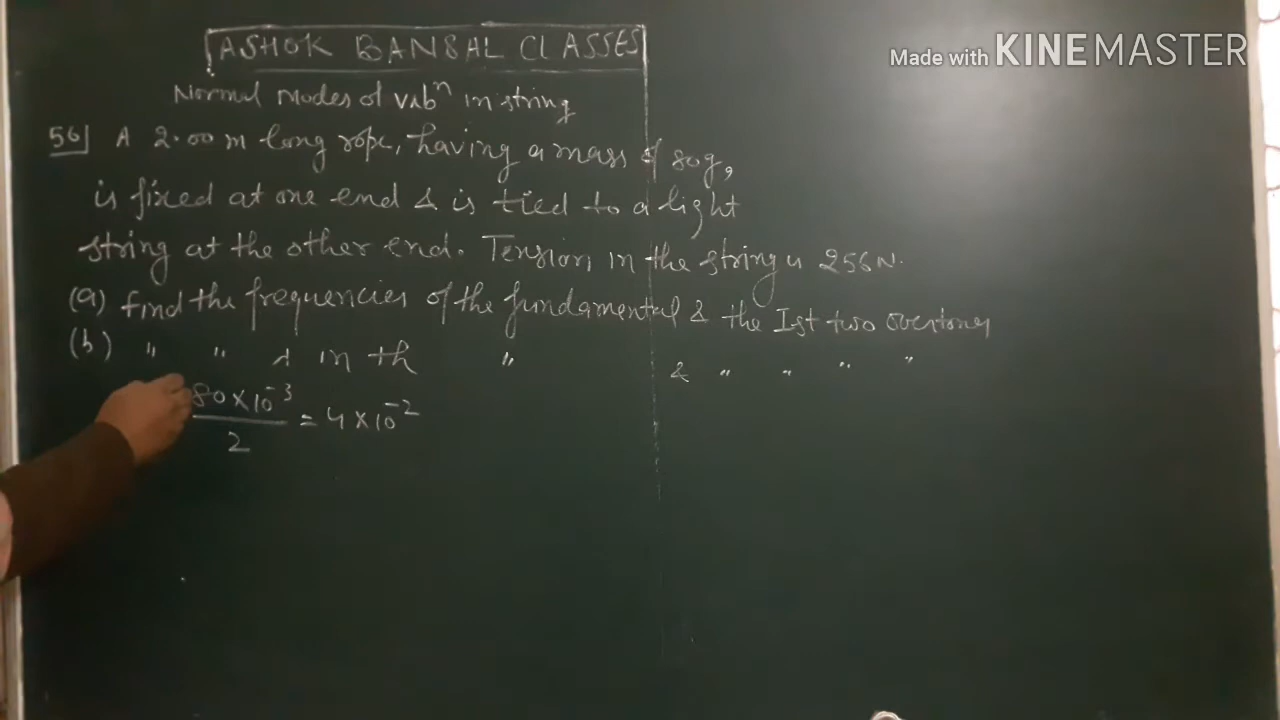 Made with KINEMASTER
ASHOK BANSAL CLASSES
Normal Modes of Vibⁿ in string
56] A 2.00 m long rope, having a mass of 80g,
is fixed at one end & is tied to a light
string at the other end. Tension in the string is 256N.
(a) find the frequencies of the fundamental & the Ist two overtones
(b) " " λ in th " & " " " "
80×10⁻³
= 4×10⁻²
2